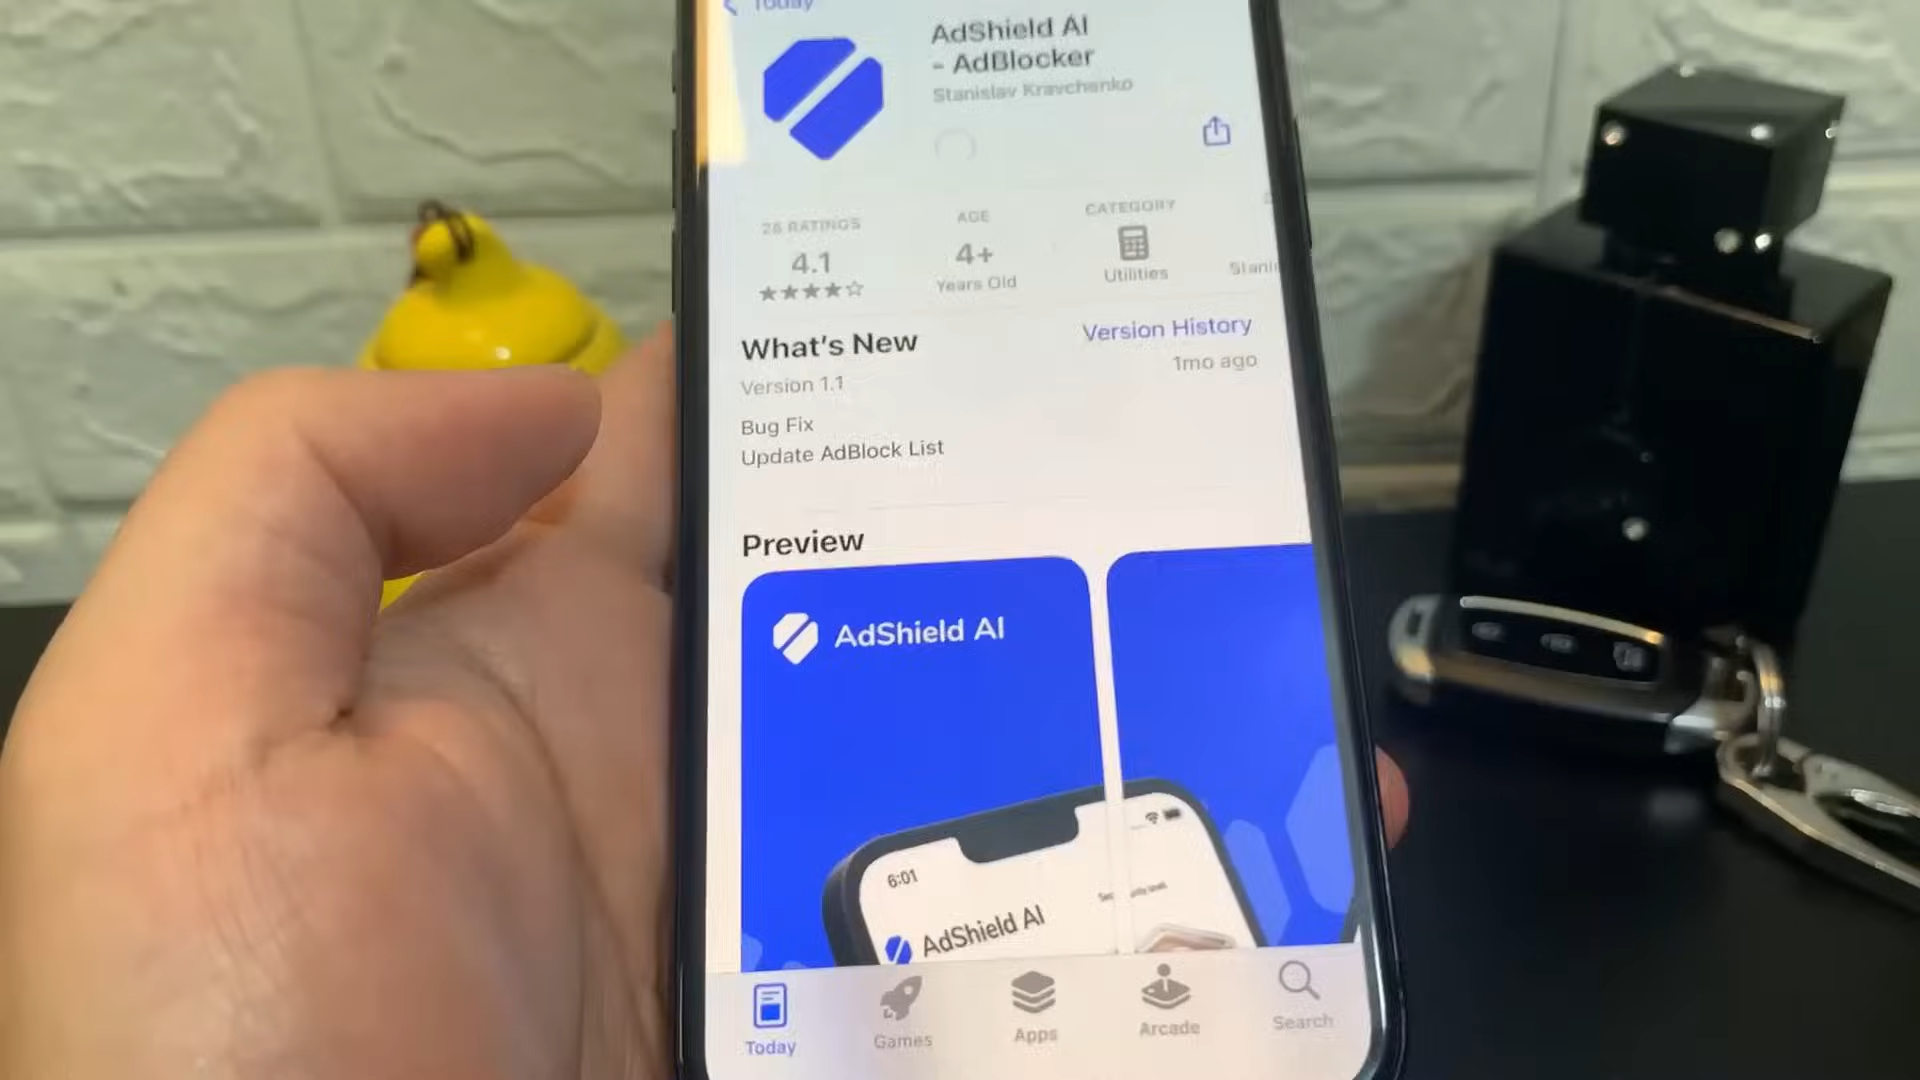 Today
AdShield AI
- AdBlocker
Stanislav Kravchenko
26 RATINGS
4.1
★★★★☆
AGE
4+
Years Old
CATEGORY
Utilities
Stani
What's New
Version History
Version 1.1
1mo ago
Bug Fix
Update AdBlock List
Preview
AdShield AI
6:01
AdShield AI
Today
Games
Apps
Arcade
Search